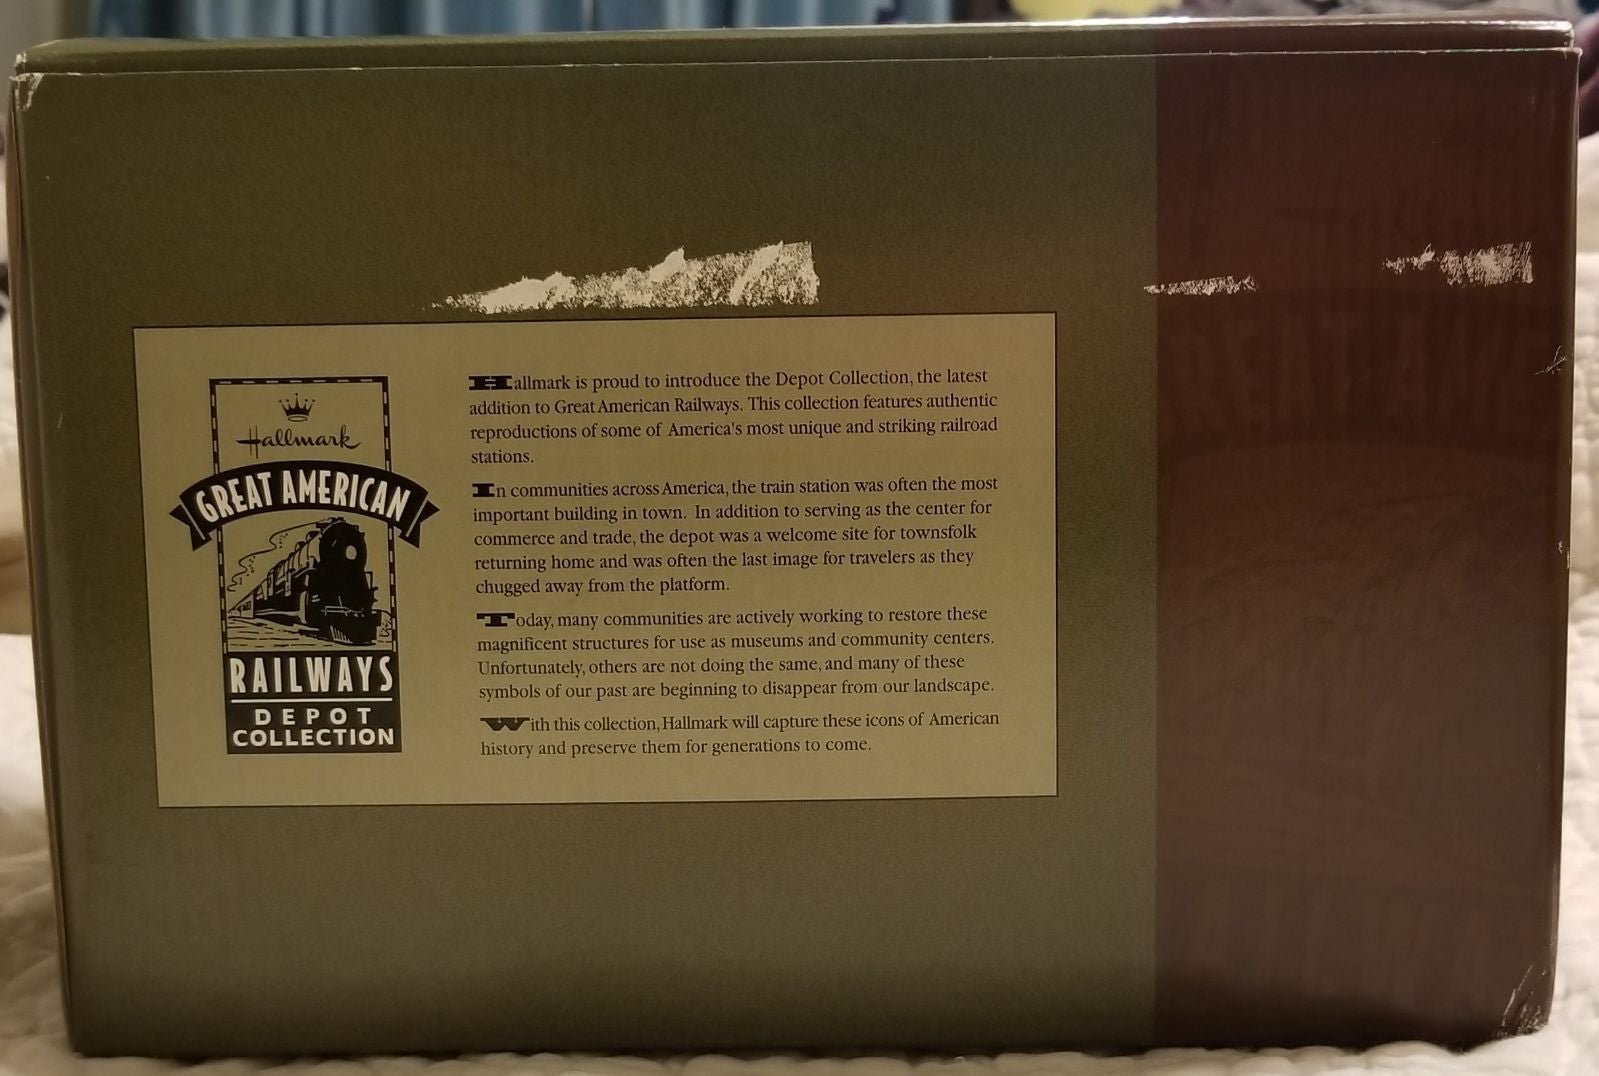 Hallmark
GREAT AMERICAN
RAILWAYS
DEPOT
COLLECTION
Hallmark is proud to introduce the Depot Collection, the latest
addition to Great American Railways. This collection features authentic
reproductions of some of America's most unique and striking railroad
stations.
In communities across America, the train station was often the most
important building in town. In addition to serving as the center for
commerce and trade, the depot was a welcome site for townsfolk
returning home and was often the last image for travelers as they
chugged away from the platform.
Today, many communities are actively working to restore these
magnificent structures for use as museums and community centers.
Unfortunately, others are not doing the same, and many of these
symbols of our past are beginning to disappear from our landscape.
With this collection, Hallmark will capture these icons of American
history and preserve them for generations to come.